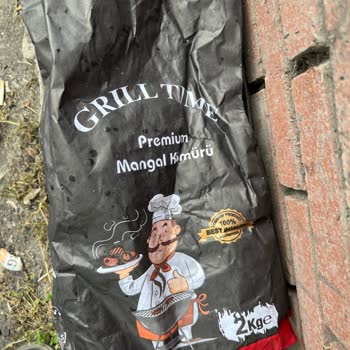 GRILL TIME
Premium
Mangal Kömürü
100%
BEST
2Kg℮